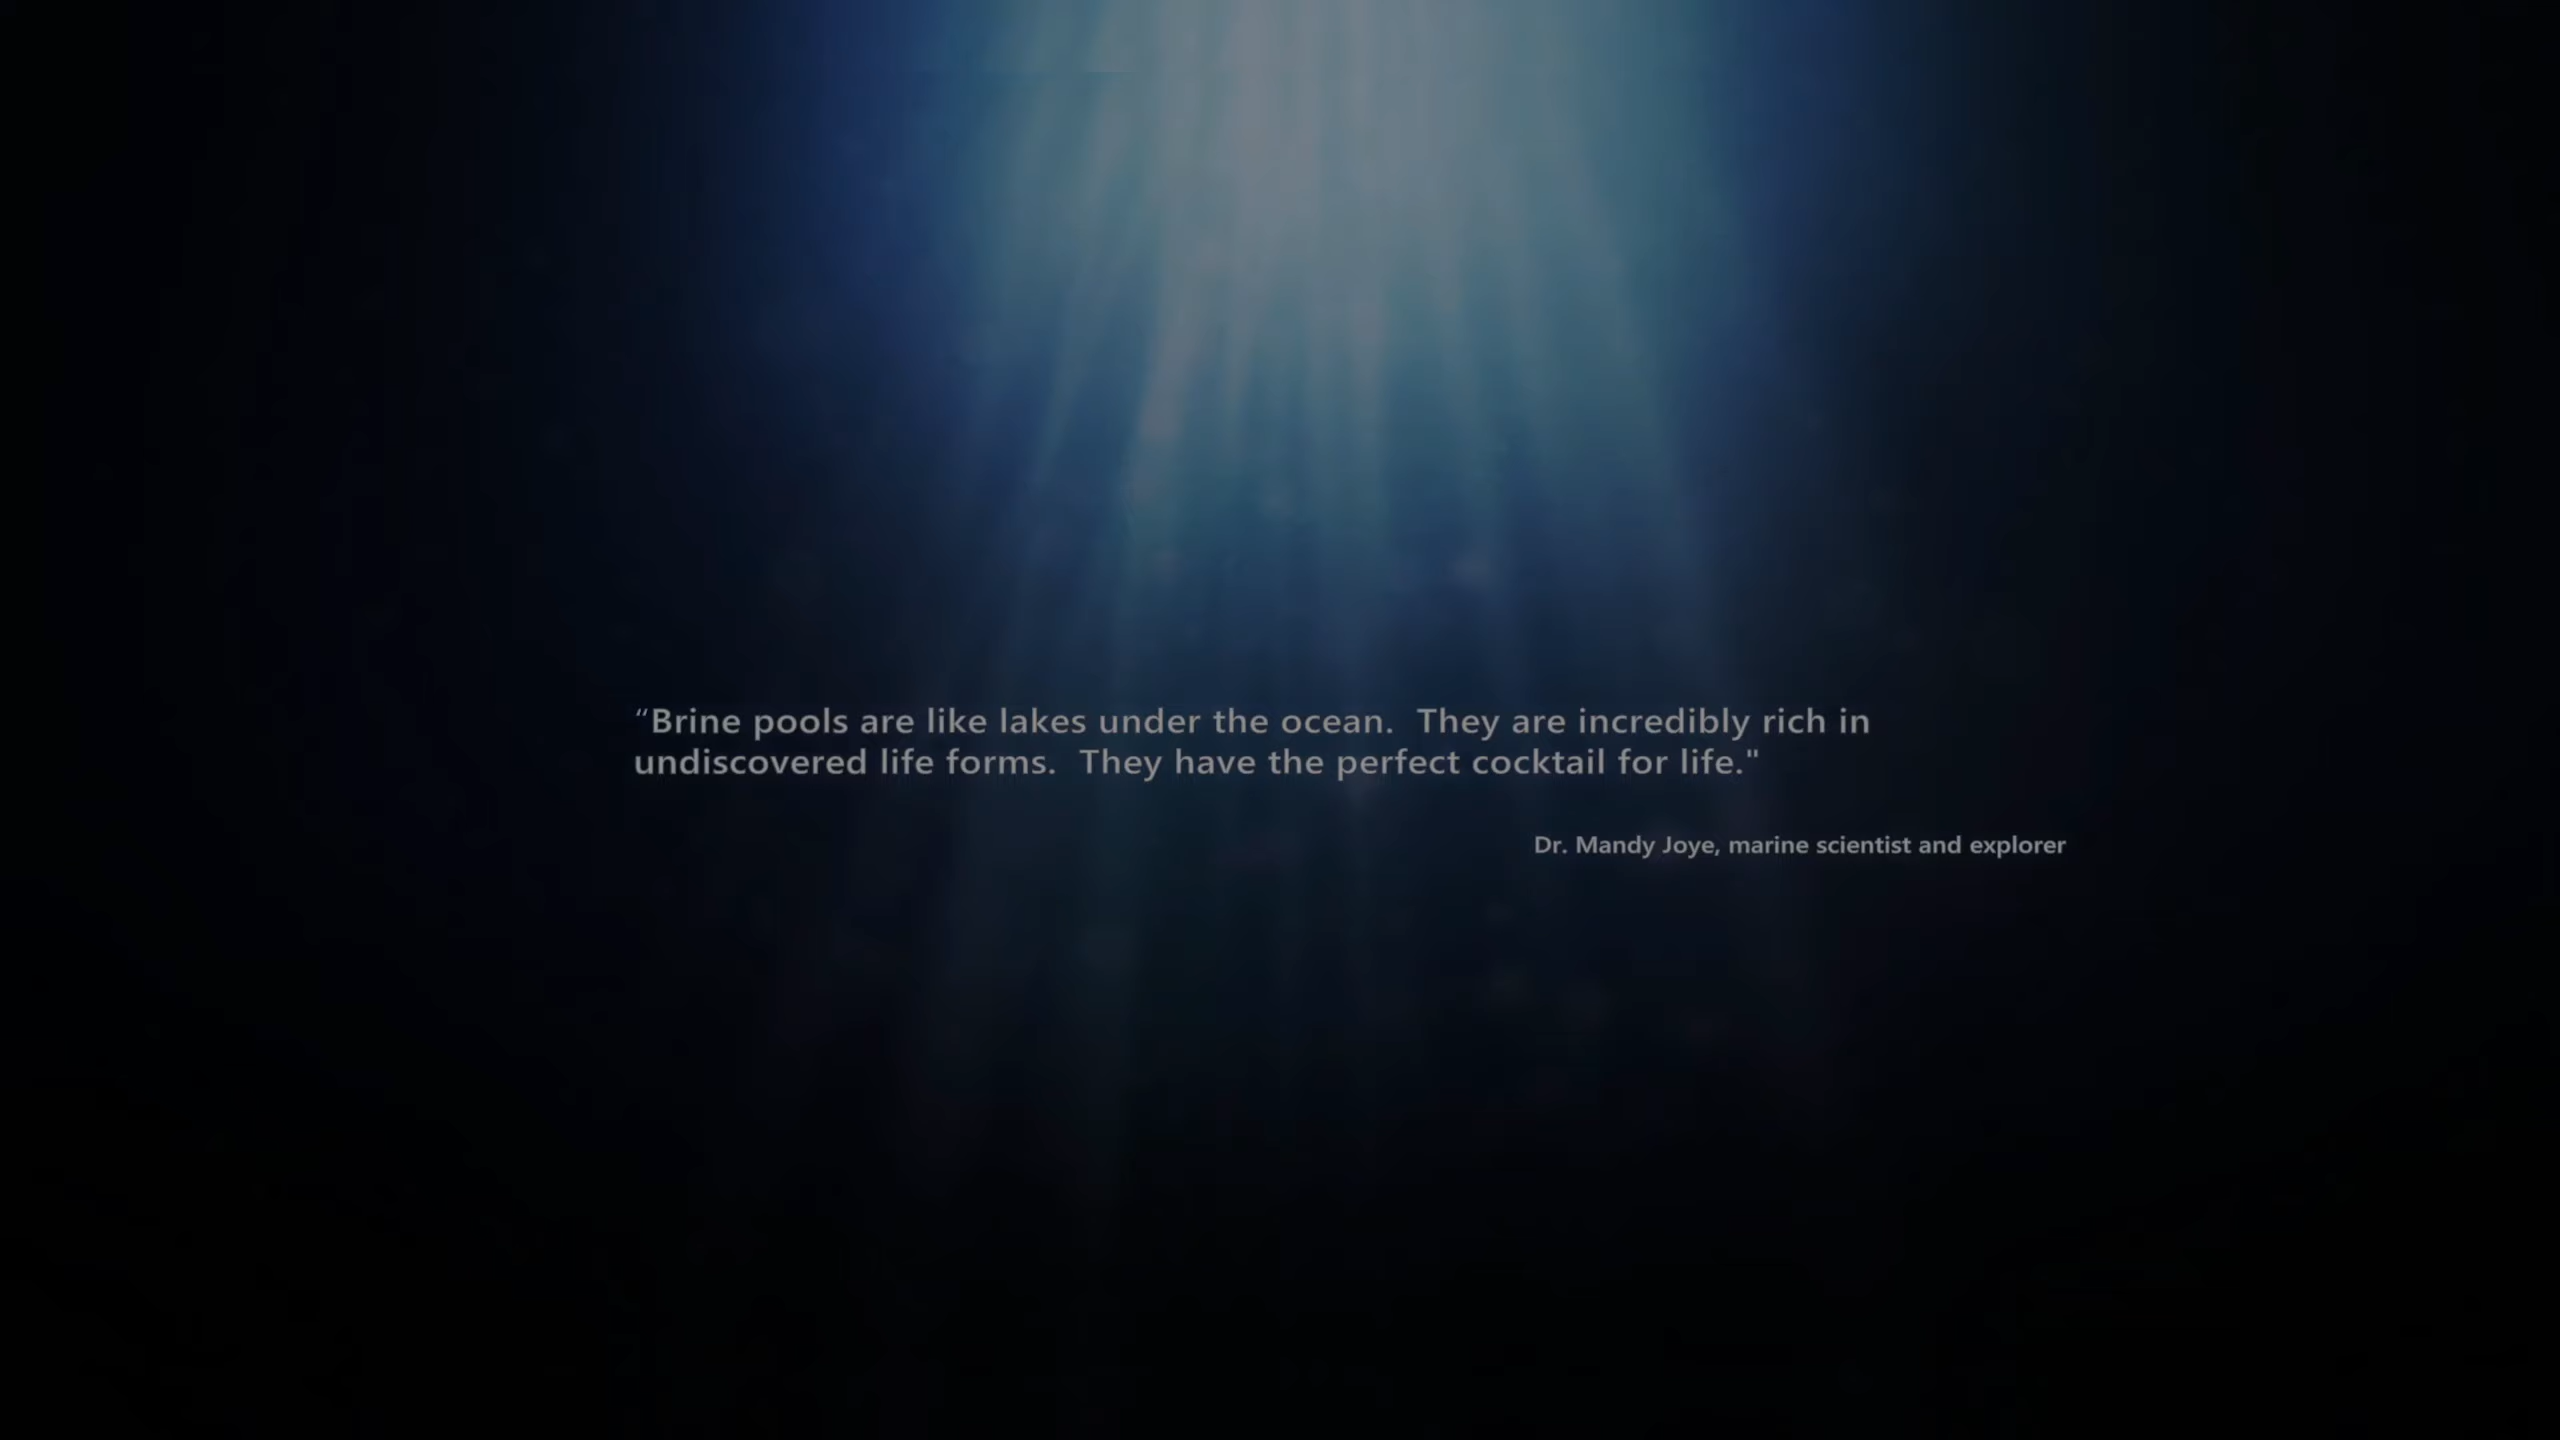 “Brine pools are like lakes under the ocean.  They are incredibly rich in
undiscovered life forms.  They have the perfect cocktail for life."
Dr. Mandy Joye, marine scientist and explorer